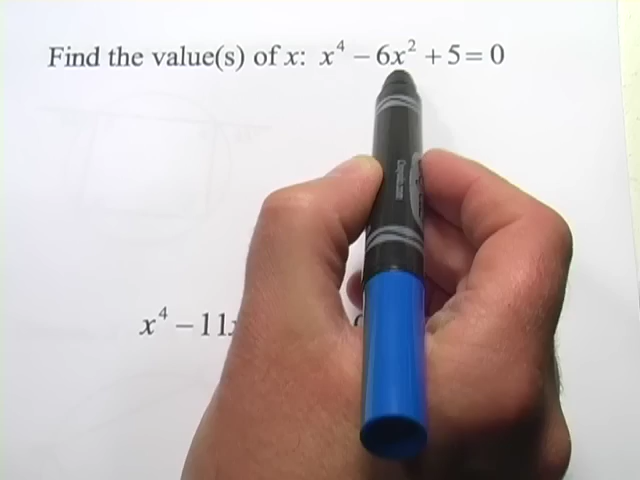 Find the value(s) of x: x⁴ − 6x² + 5 = 0
x⁴ − 11